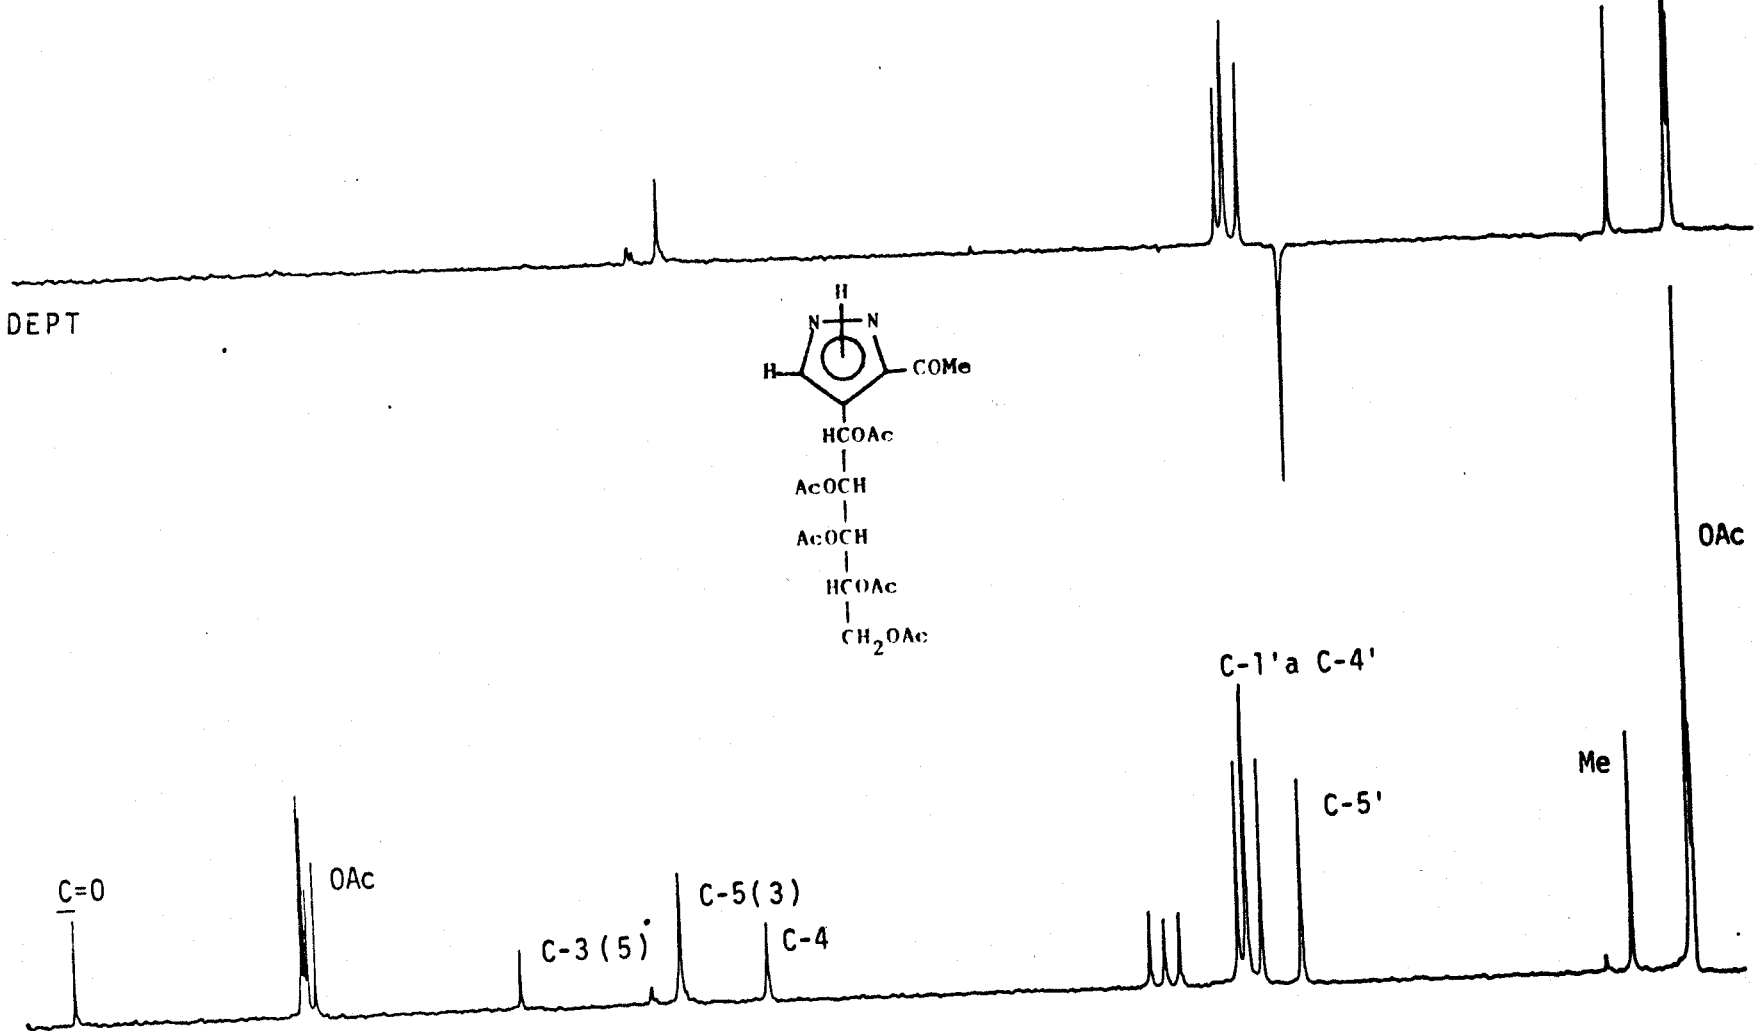 DEPT
H
N N
H COMe
HCOAc
AcOCH
AcOCH
HCOAc
CH2OAc
OAc
C-1'a C-4'
Me
C-5'
C=O
OAc
C-5(3)
C-3(5)
C-4